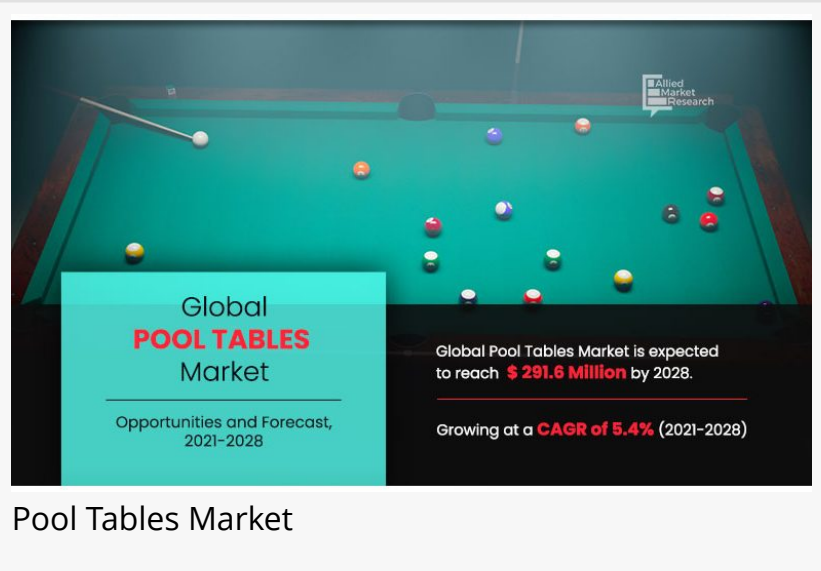 Allied
Market
Research
Global
POOL TABLES
Market
Opportunities and Forecast,
2021-2028
Global Pool Tables Market is expected
to reach $ 291.6 Million by 2028.
Growing at a CAGR of 5.4% (2021-2028)
Pool Tables Market